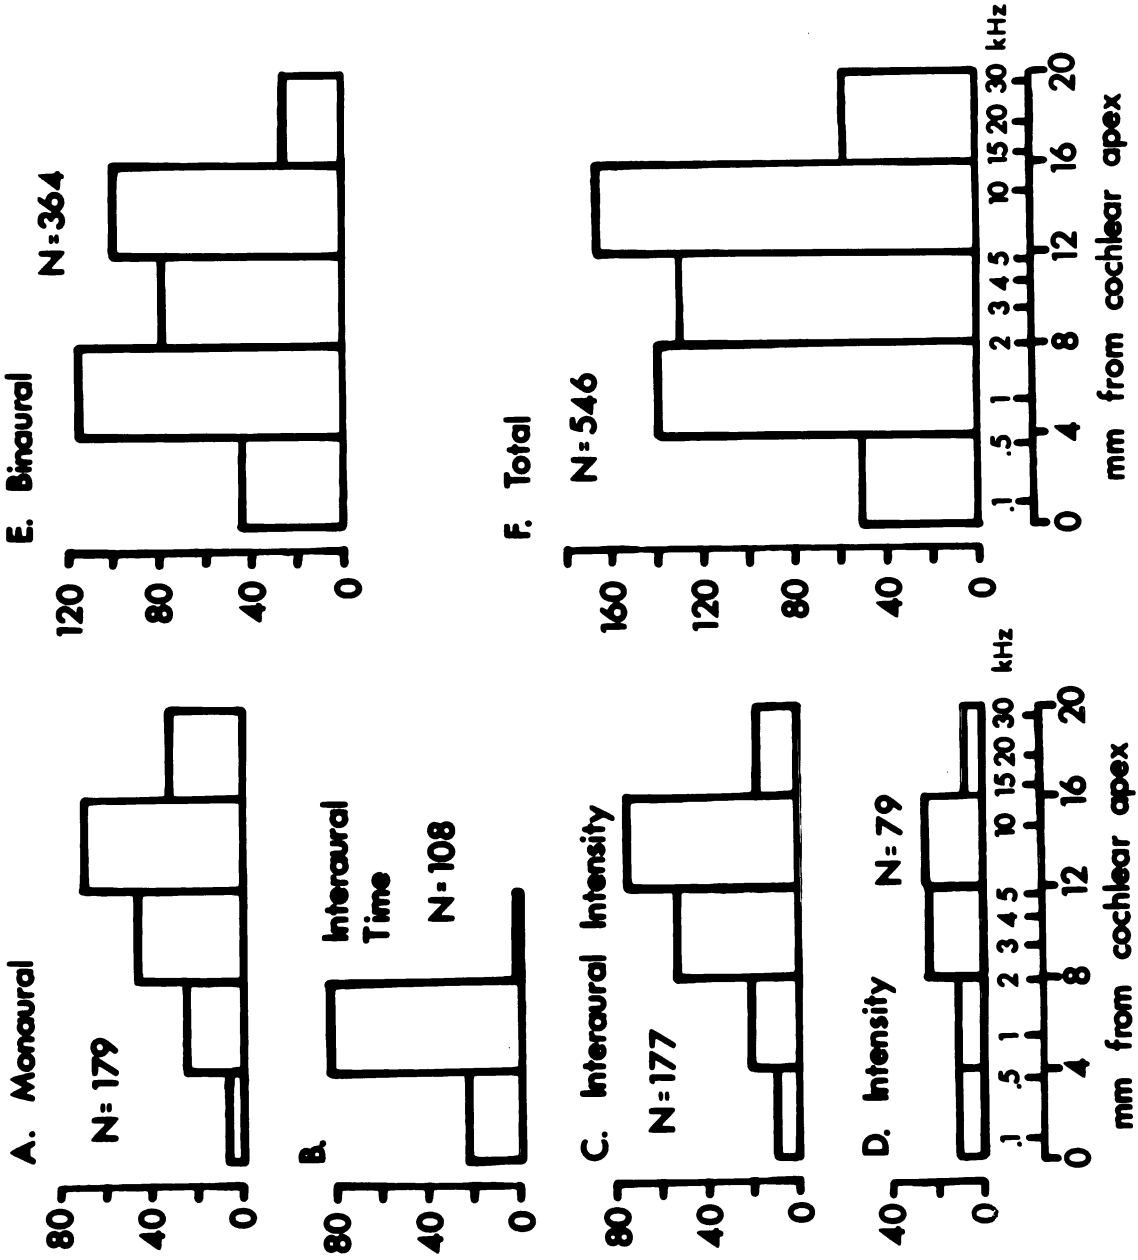 A. Monaural
N=179
80
40
0
B. Interaural
Time
N=108
80
40
0
C. Interaural Intensity
N=177
80
40
0
D. Intensity
N=79
40
0
.1 .5 1 2 3 4 5 10 15 20 30 kHz
0 4 8 12 16 20
mm from cochlear apex
E. Binaural
N=364
120
80
40
0
F. Total
N=546
160
120
80
40
0
.1 .5 1 2 3 4 5 10 15 20 30 kHz
0 4 8 12 16 20
mm from cochlear apex